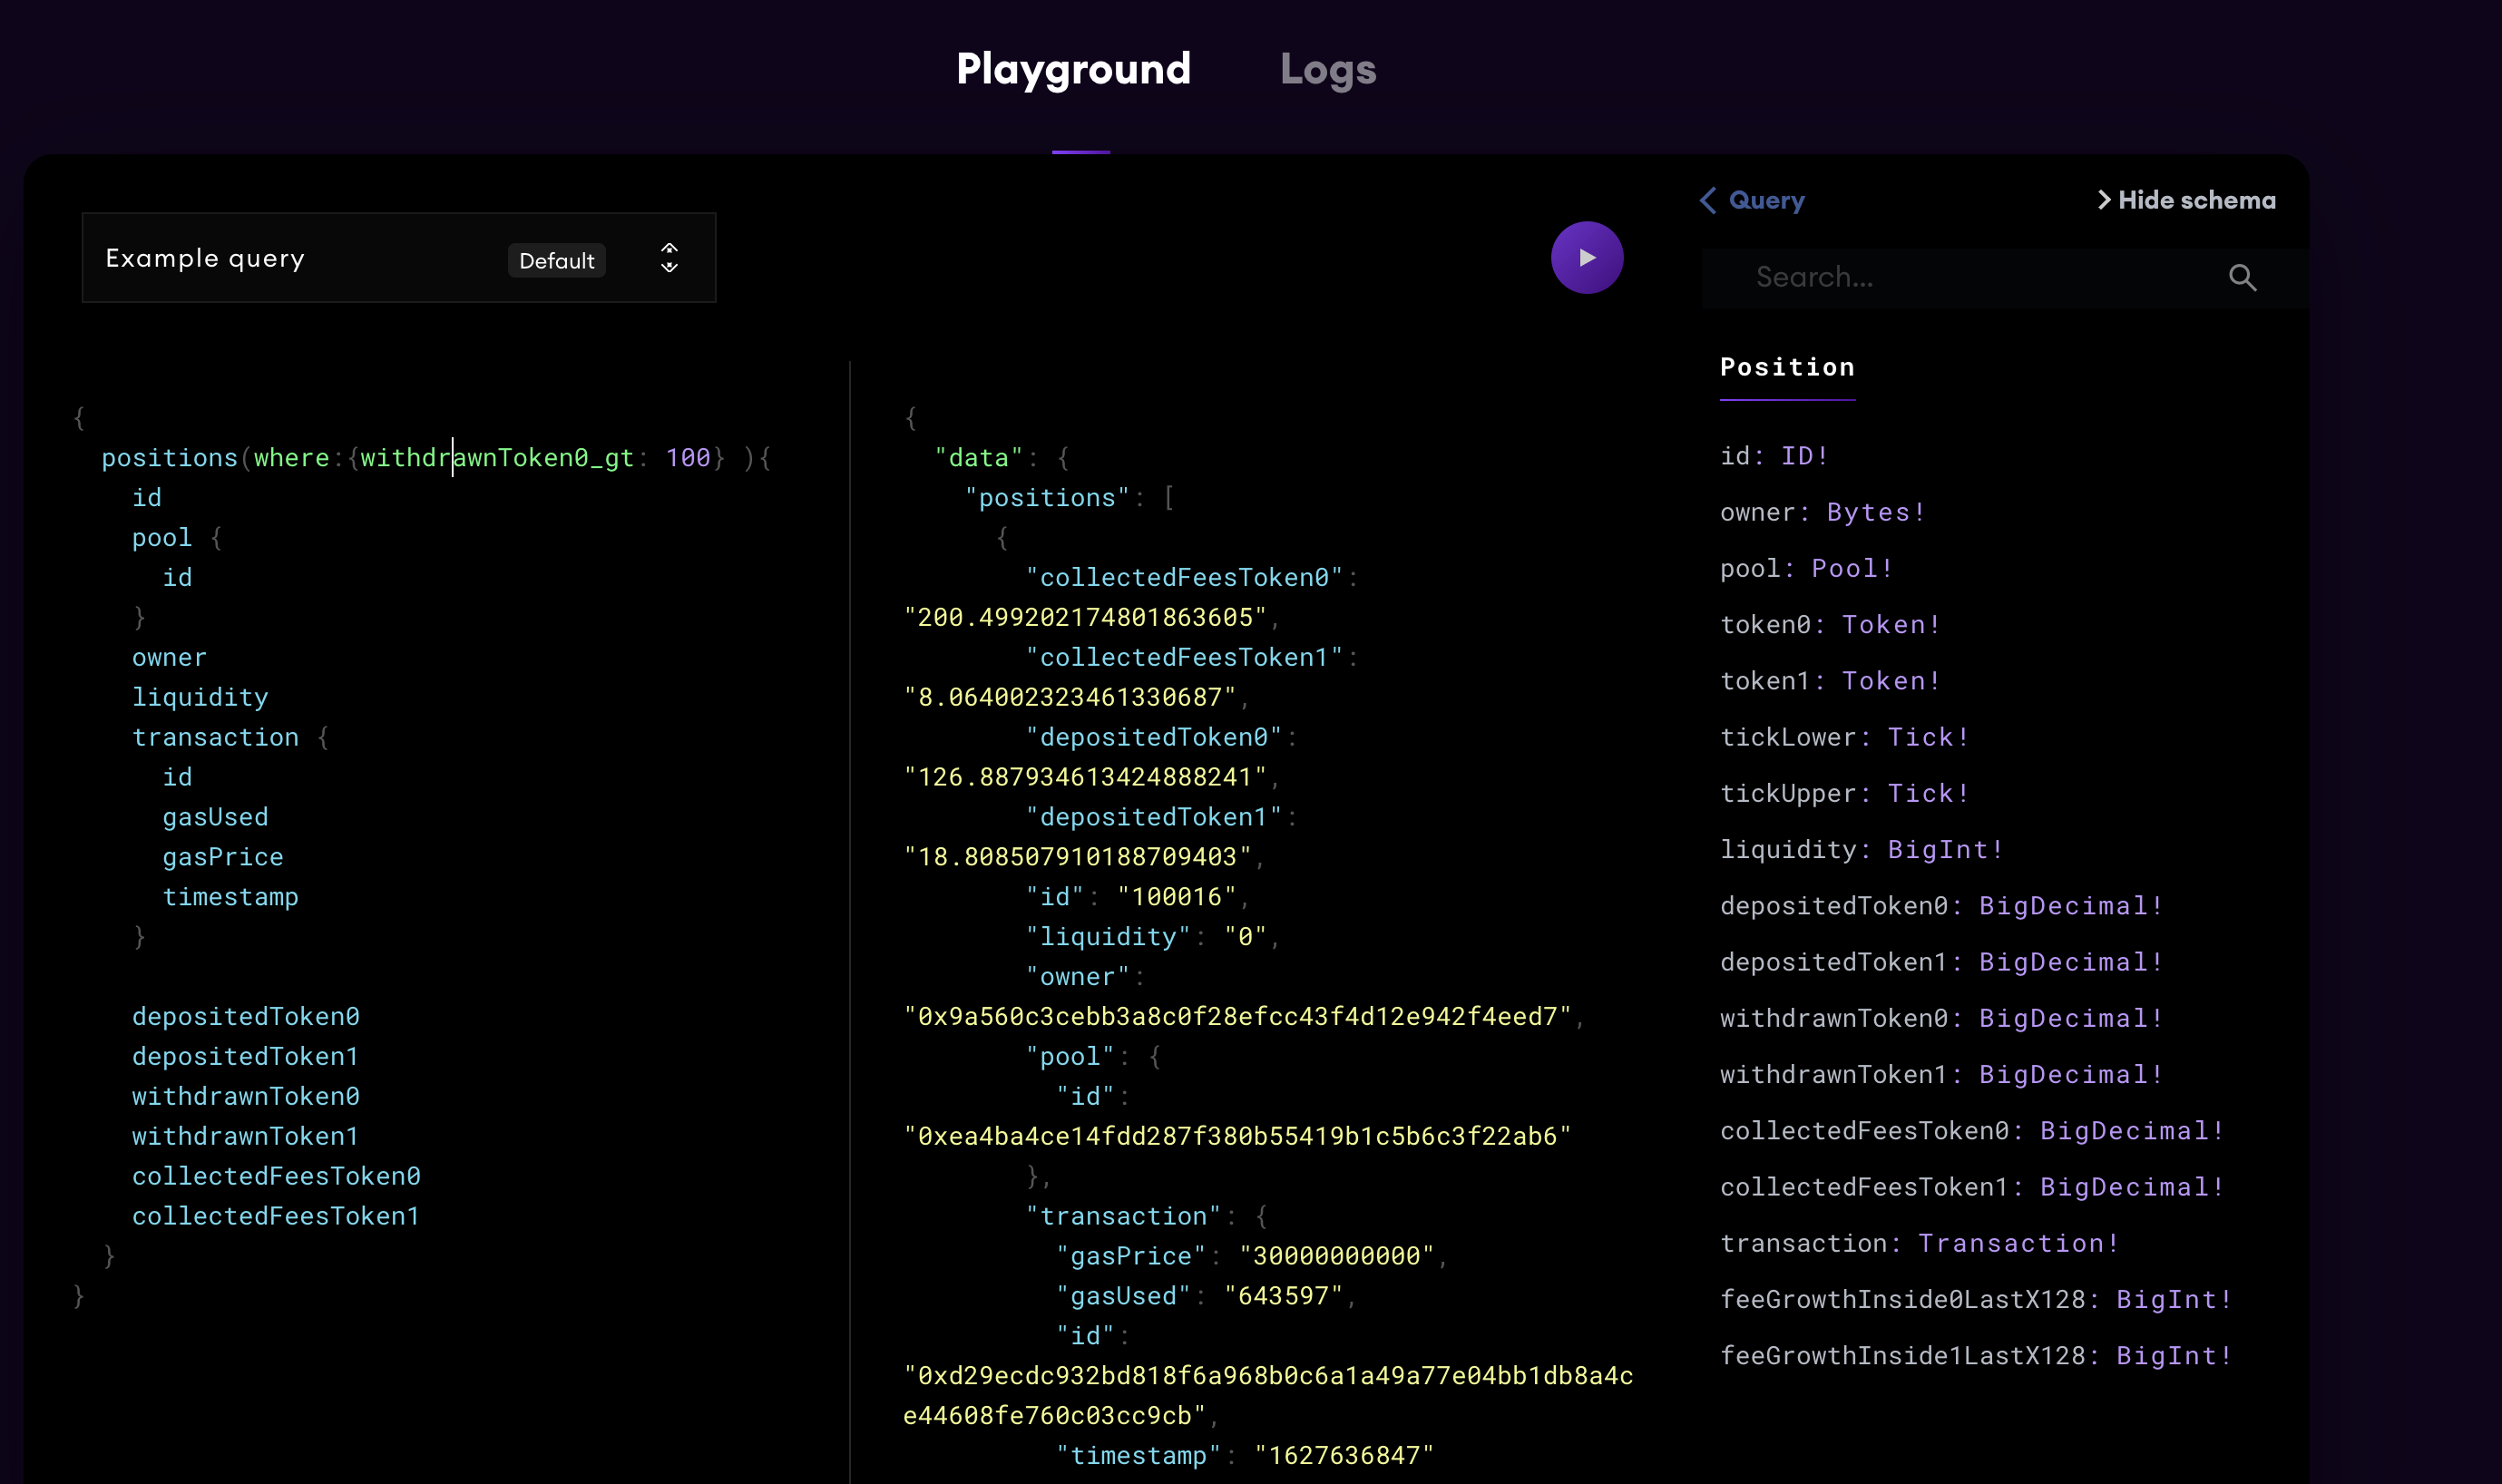 Playground Logs
Example query Default
{
positions(where:{withdrawnToken0_gt: 100} ){
id
pool {
id
}
owner
liquidity
transaction {
id
gasUsed
gasPrice
timestamp
}
depositedToken0
depositedToken1
withdrawnToken0
withdrawnToken1
collectedFeesToken0
collectedFeesToken1
}
}
{
"data": {
"positions": [
{
"collectedFeesToken0":
"200.499202174801863605",
"collectedFeesToken1":
"8.064002323461330687",
"depositedToken0":
"126.887934613424888241",
"depositedToken1":
"18.808507910188709403",
"id": "100016",
"liquidity": "0",
"owner":
"0x9a560c3cebb3a8c0f28efcc43f4d12e942f4eed7",
"pool": {
"id":
"0xea4ba4ce14fdd287f380b55419b1c5b6c3f22ab6"
},
"transaction": {
"gasPrice": "30000000000",
"gasUsed": "643597",
"id":
"0xd29ecdc932bd818f6a968b0c6a1a49a77e04bb1db8a4c
e44608fe760c03cc9cb",
"timestamp": "1627636847"
Query Hide schema
Search...
Position
id: ID!
owner: Bytes!
pool: Pool!
token0: Token!
token1: Token!
tickLower: Tick!
tickUpper: Tick!
liquidity: BigInt!
depositedToken0: BigDecimal!
depositedToken1: BigDecimal!
withdrawnToken0: BigDecimal!
withdrawnToken1: BigDecimal!
collectedFeesToken0: BigDecimal!
collectedFeesToken1: BigDecimal!
transaction: Transaction!
feeGrowthInside0LastX128: BigInt!
feeGrowthInside1LastX128: BigInt!